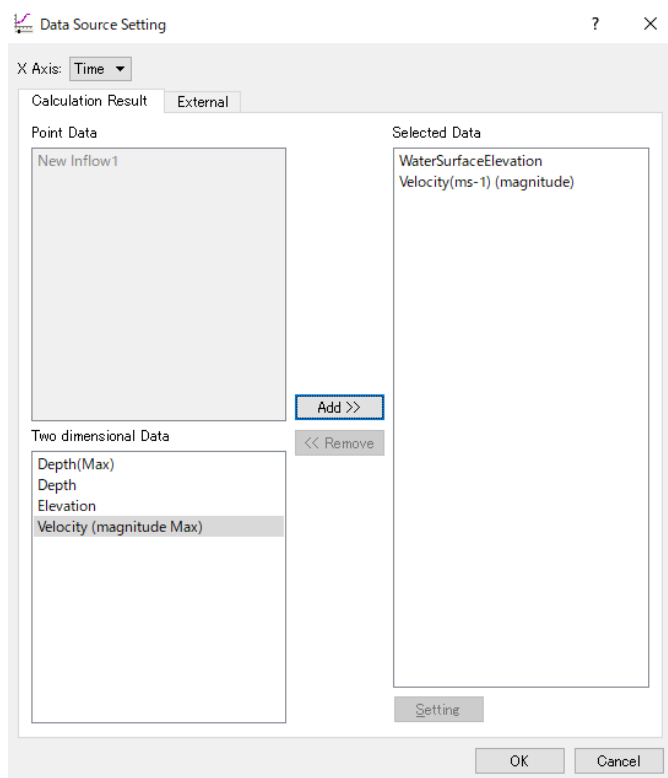 Data Source Setting
?
X Axis: Time
Calculation Result
External
Point Data
New Inflow1
Selected Data
WaterSurfaceElevation
Velocity(ms-1) (magnitude)
Add >>
<< Remove
Two dimensional Data
Depth(Max)
Depth
Elevation
Velocity (magnitude Max)
Setting
OK
Cancel